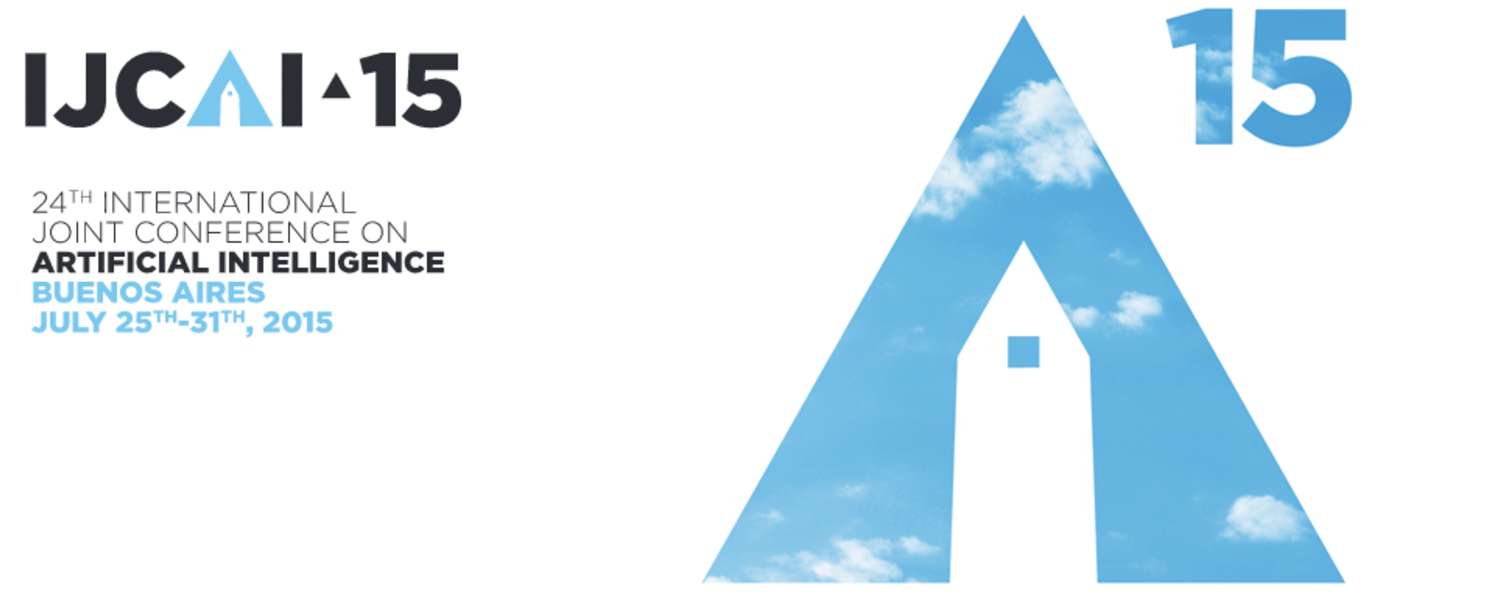 IJCAI▲15
24TH INTERNATIONAL
JOINT CONFERENCE ON
ARTIFICIAL INTELLIGENCE
BUENOS AIRES
JULY 25TH-31TH, 2015
15